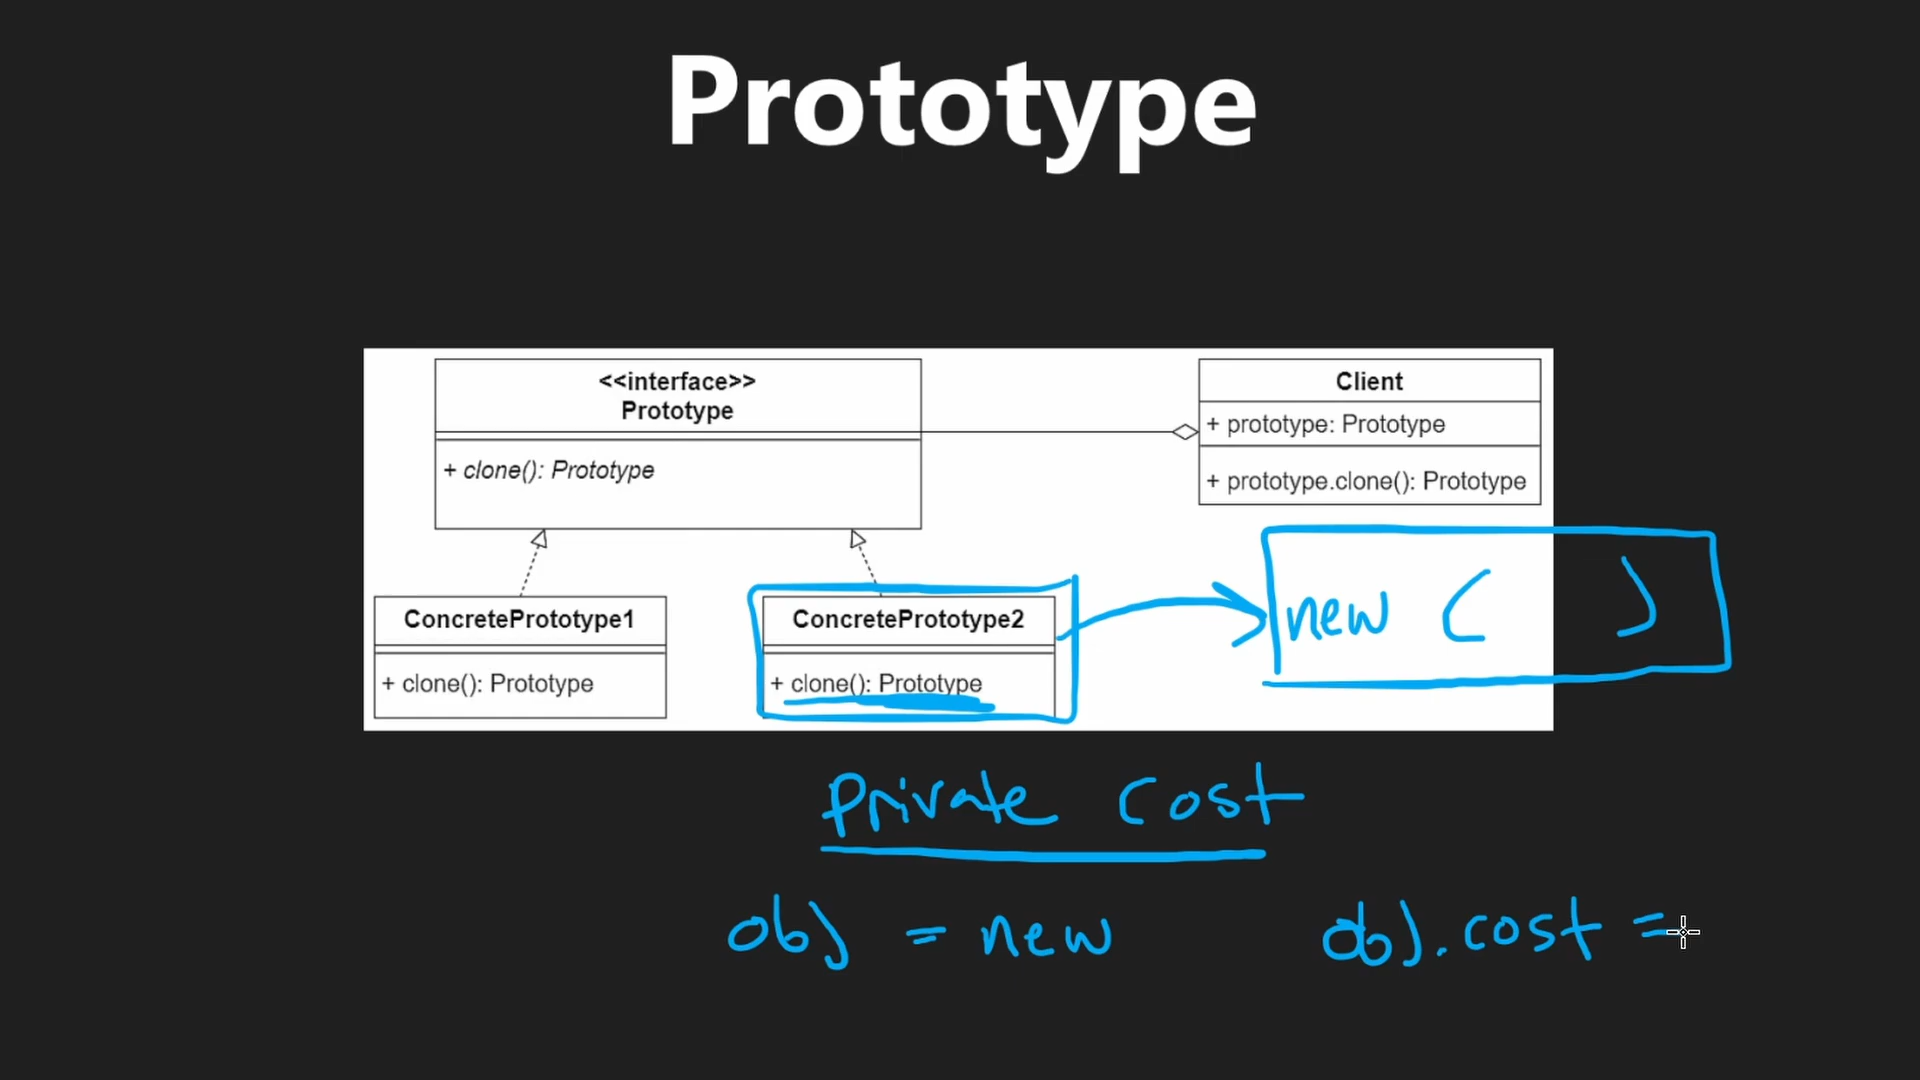 Prototype
<<interface>>
Prototype
+ clone(): Prototype
Client
+ prototype: Prototype
+ prototype.clone(): Prototype
ConcretePrototype1
+ clone(): Prototype
ConcretePrototype2
+ clone(): Prototype
new ( )
Private cost
obj = new
obj.cost =